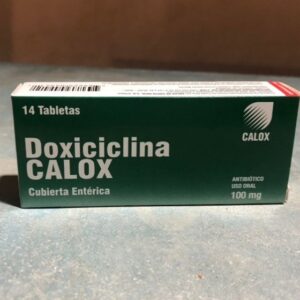 14 Tabletas
Doxiciclina
CALOX
Cubierta Entérica
CALOX
ANTIBIÓTICO
USO ORAL
100 mg